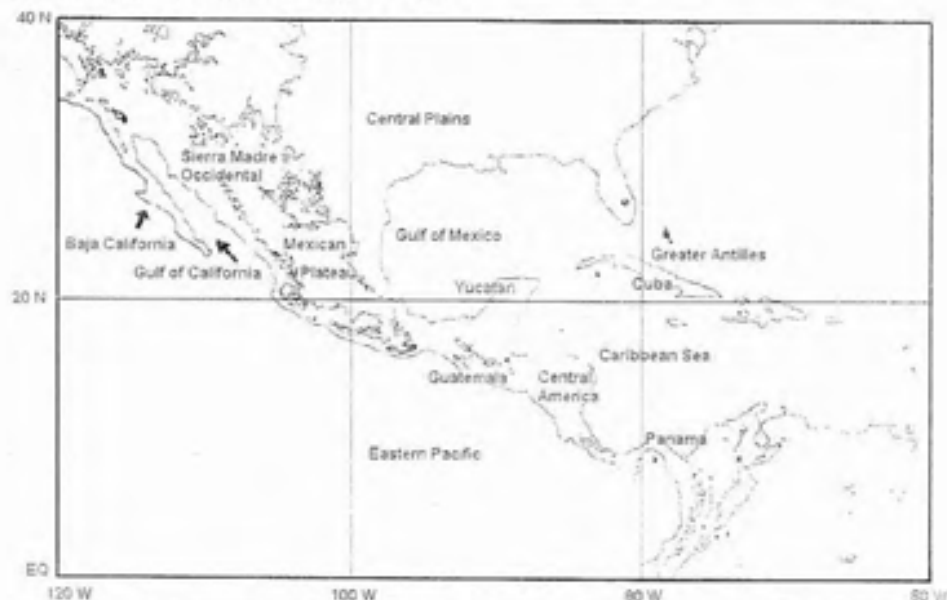 40 N
Central Plains
Sierra Madre
Occidental
Baja California
Gulf of California
Mexican
Plateau
Gulf of Mexico
Greater Antilles
Cuba
Yucatan
20 N
Caribbean Sea
Guatemala
Central
America
Panama
Eastern Pacific
EQ
120 W
100 W
80 W
60 W